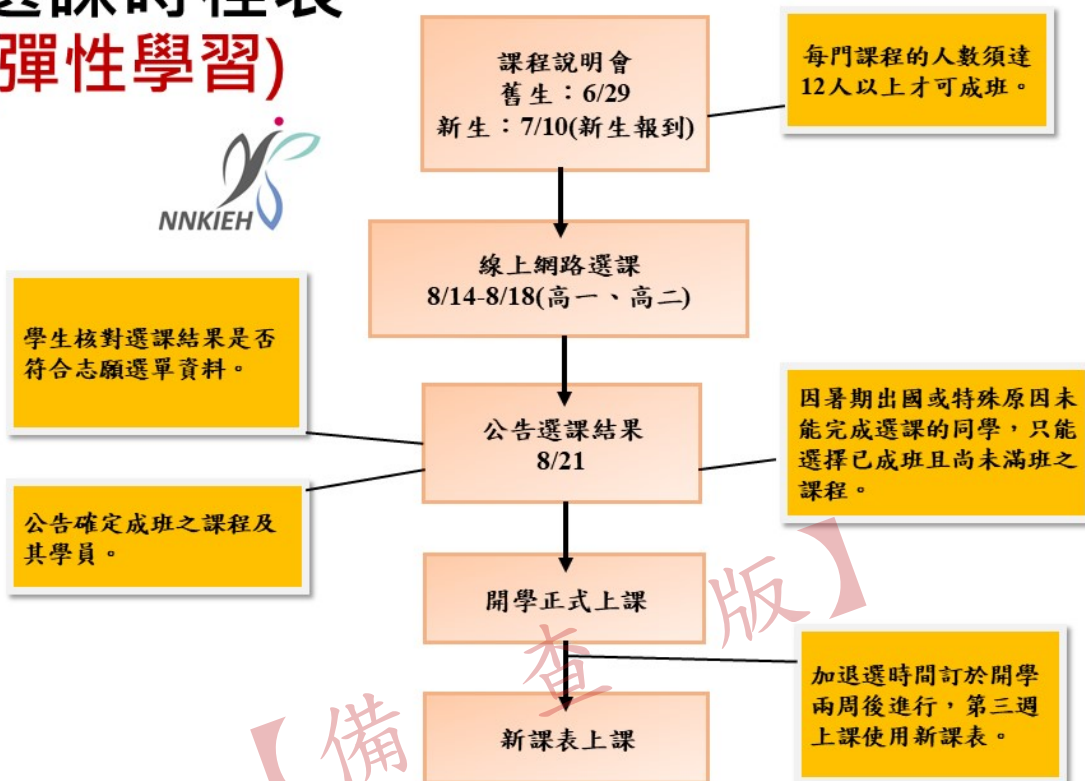 選課時程表
彈性學習)
NNKIEH
課程說明會
舊生：6/29
新生：7/10(新生報到)
每門課程的人數須達
12人以上才可成班。
線上網路選課
8/14-8/18(高一、高二)
學生核對選課結果是否
符合志願選單資料。
公告選課結果
8/21
因暑期出國或特殊原因未
能完成選課的同學，只能
選擇已成班且尚未滿班之
課程。
公告確定成班之課程及
其學員。
開學正式上課
加退選時間訂於開學
兩周後進行，第三週
上課使用新課表。
新課表上課
【備查版】